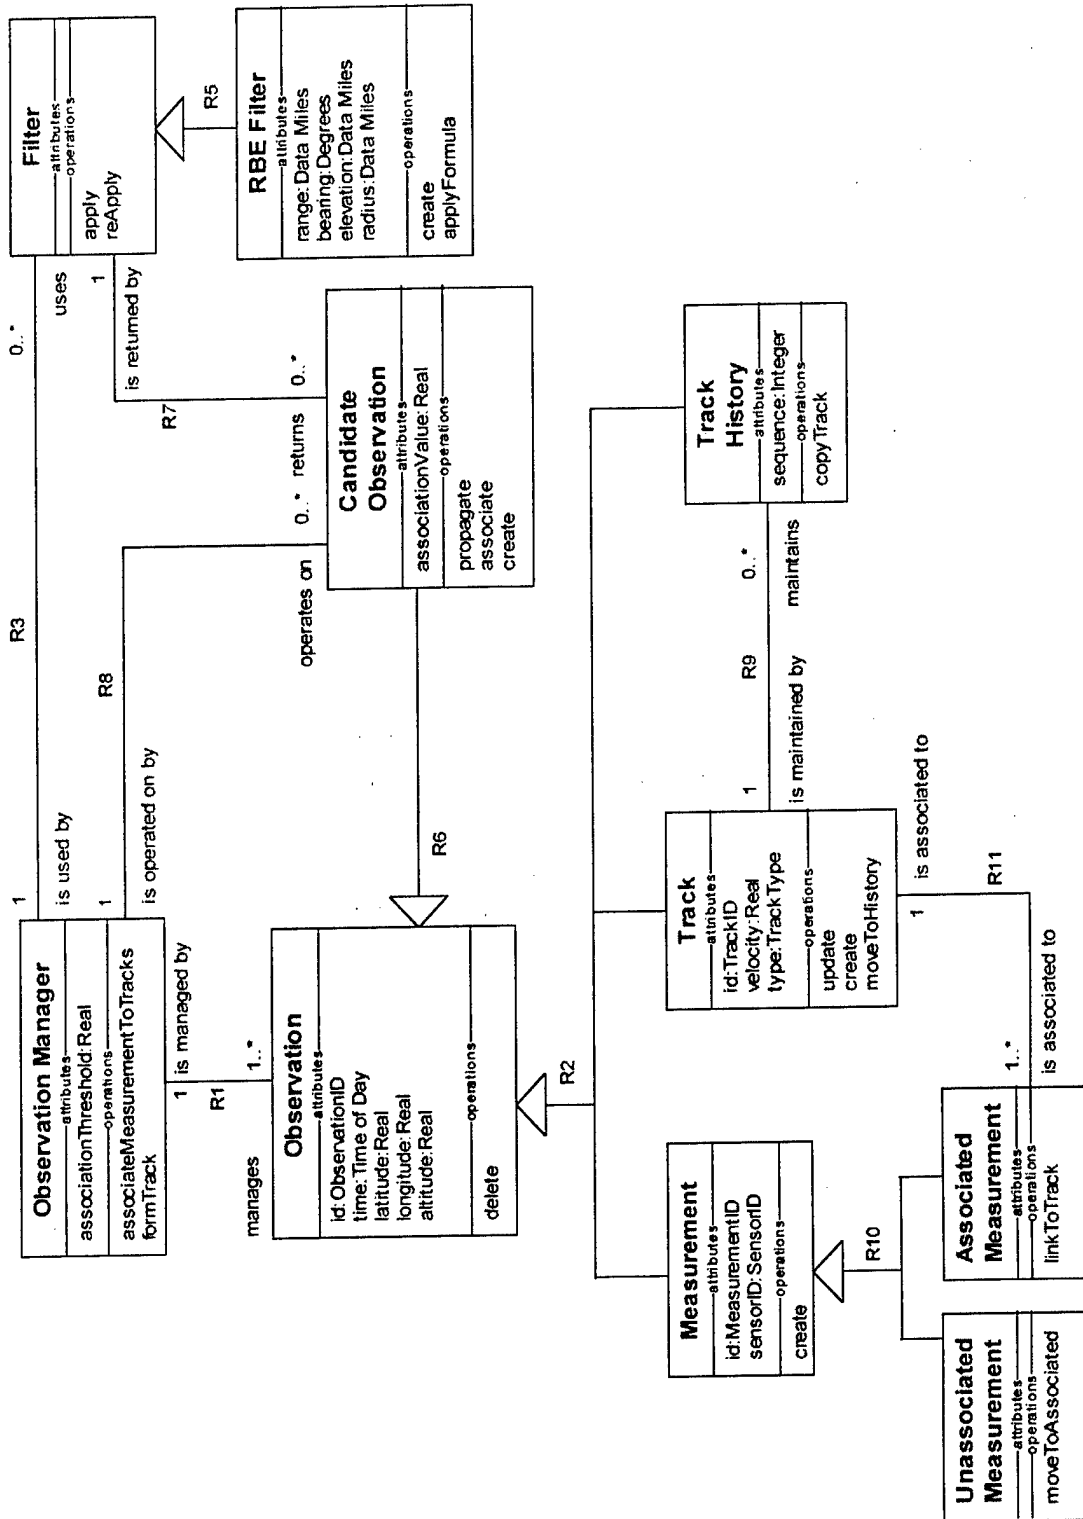 Observation Manager
attributes
associationThreshold:Real
operations
associateMeasurementToTracks
formTrack
1
is used by
R3
0..*
uses
Filter
attributes
operations
apply
reApply
1
is operated on by
R8
0..* returns
operates on
R7
0..*
1
is returned by
R5
RBE Filter
attributes
range:Data Miles
bearing:Degrees
elevation:Data Miles
radius:Data Miles
operations
create
applyFormula
1 is managed by
R1
manages
1..*
Observation
attributes
id:ObservationID
time:Time of Day
latitude:Real
longitude:Real
altitude:Real
operations
delete
R6
Candidate
Observation
attributes
associationValue:Real
operations
propagate
associate
create
R2
Measurement
attributes
id:MeasurementID
sensorID:SensorID
operations
create
Track
attributes
id:TrackID
velocity:Real
type:TrackType
operations
update
create
moveToHistory
1
is maintained by
R9
0..*
maintains
Track
History
attributes
sequence:Integer
operations
copyTrack
R10
1
is associated to
R11
1..*
is associated to
Unassociated
Measurement
attributes
operations
moveToAssociated
Associated
Measurement
attributes
operations
linkToTrack